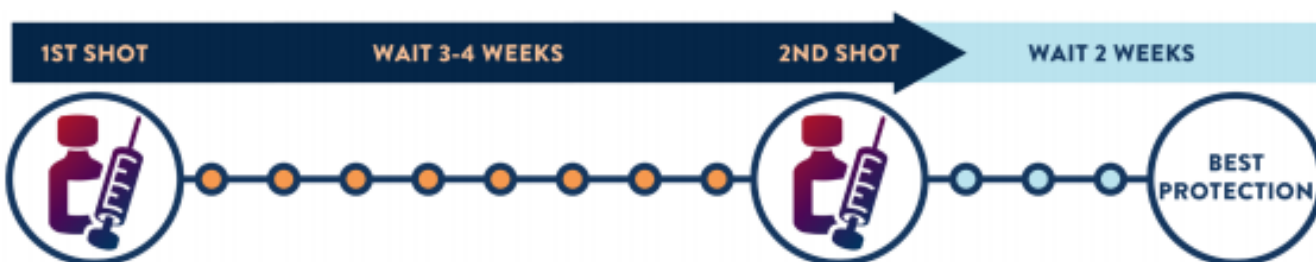 1ST SHOT
WAIT 3-4 WEEKS
2ND SHOT
WAIT 2 WEEKS
BEST
PROTECTION